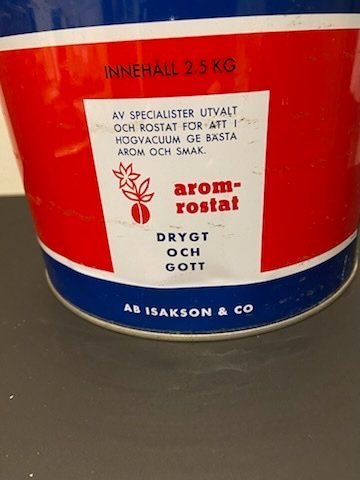 INNEHÅLL 2.5 KG
AV SPECIALISTER UTVALT
OCH ROSTAT FÖR ATT I
HÖGVACUUM GE BÄSTA
AROM OCH SMAK.
arom-
rostat
DRYGT
OCH
GOTT
AB ISAKSON & CO